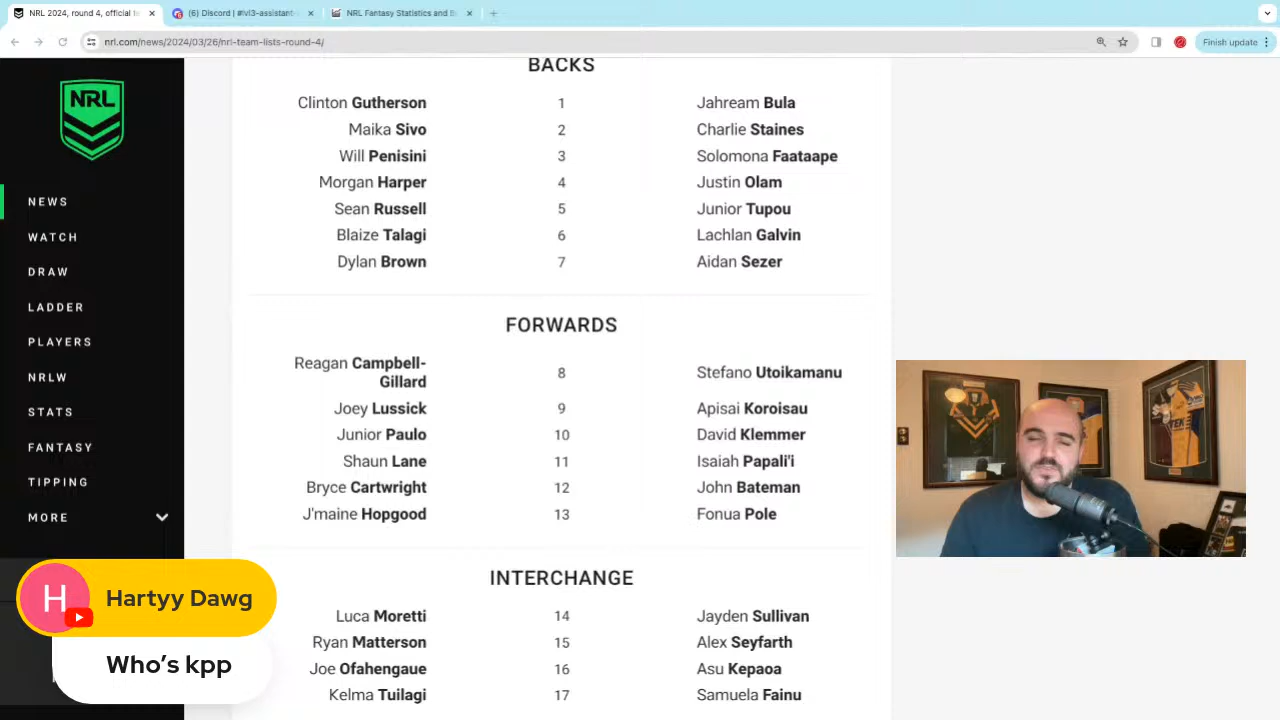 NRL 2024, round 4, official t
(6) Discord | #lvl3-assistant-
NRL Fantasy Statistics and B
nrl.com/news/2024/03/26/nrl-team-lists-round-4/
Finish update
NRL
NEWS
WATCH
DRAW
LADDER
PLAYERS
NRLW
STATS
FANTASY
TIPPING
MORE
BACKS
Clinton Gutherson 1 Jahream Bula
Maika Sivo 2 Charlie Staines
Will Penisini 3 Solomona Faataape
Morgan Harper 4 Justin Olam
Sean Russell 5 Junior Tupou
Blaize Talagi 6 Lachlan Galvin
Dylan Brown 7 Aidan Sezer
FORWARDS
Reagan Campbell-
Gillard 8 Stefano Utoikamanu
Joey Lussick 9 Apisai Koroisau
Junior Paulo 10 David Klemmer
Shaun Lane 11 Isaiah Papali'i
Bryce Cartwright 12 John Bateman
J'maine Hopgood 13 Fonua Pole
INTERCHANGE
Luca Moretti 14 Jayden Sullivan
Ryan Matterson 15 Alex Seyfarth
Joe Ofahengaue 16 Asu Kepaoa
Kelma Tuilagi 17 Samuela Fainu
H
Hartyy Dawg
Who's kpp